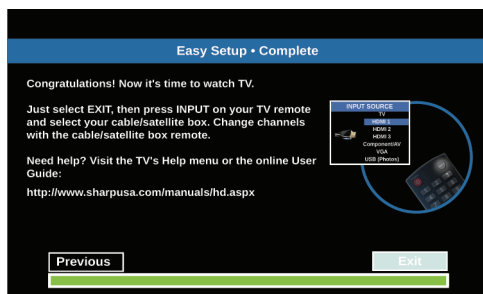 Easy Setup • Complete
Congratulations! Now it's time to watch TV.
Just select EXIT, then press INPUT on your TV remote
and select your cable/satellite box. Change channels
with the cable/satellite box remote.
Need help? Visit the TV's Help menu or the online User
Guide:
http://www.sharpusa.com/manuals/hd.aspx
INPUT SOURCE
TV
HDMI 1
HDMI 2
HDMI 3
Component/AV
VGA
USB (Photos)
Previous
Exit